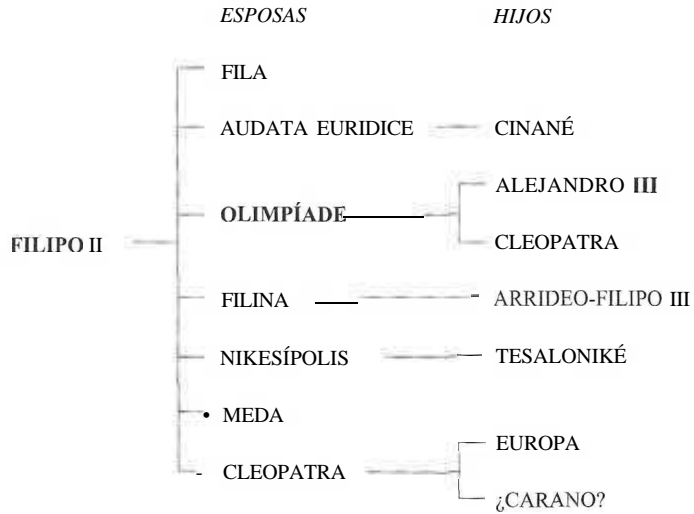 ESPOSAS HIJOS
FILA
AUDATA EURIDICE CINANÉ
ALEJANDRO III
OLIMPÍADE
FILIPO II CLEOPATRA
FILINA ARRIDEO-FILIPO III
NIKESÍPOLIS TESALONIKÉ
• MEDA
EUROPA
CLEOPATRA
¿CARANO?